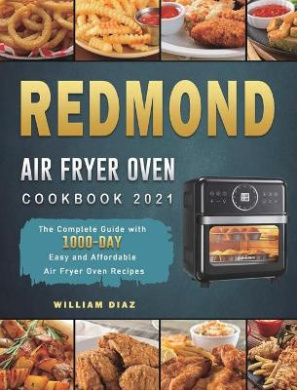 REDMOND
AIR FRYER OVEN
COOKBOOK 2021
The Complete Guide with
1000-DAY
Easy and Affordable
Air Fryer Oven Recipes
WILLIAM DIAZ